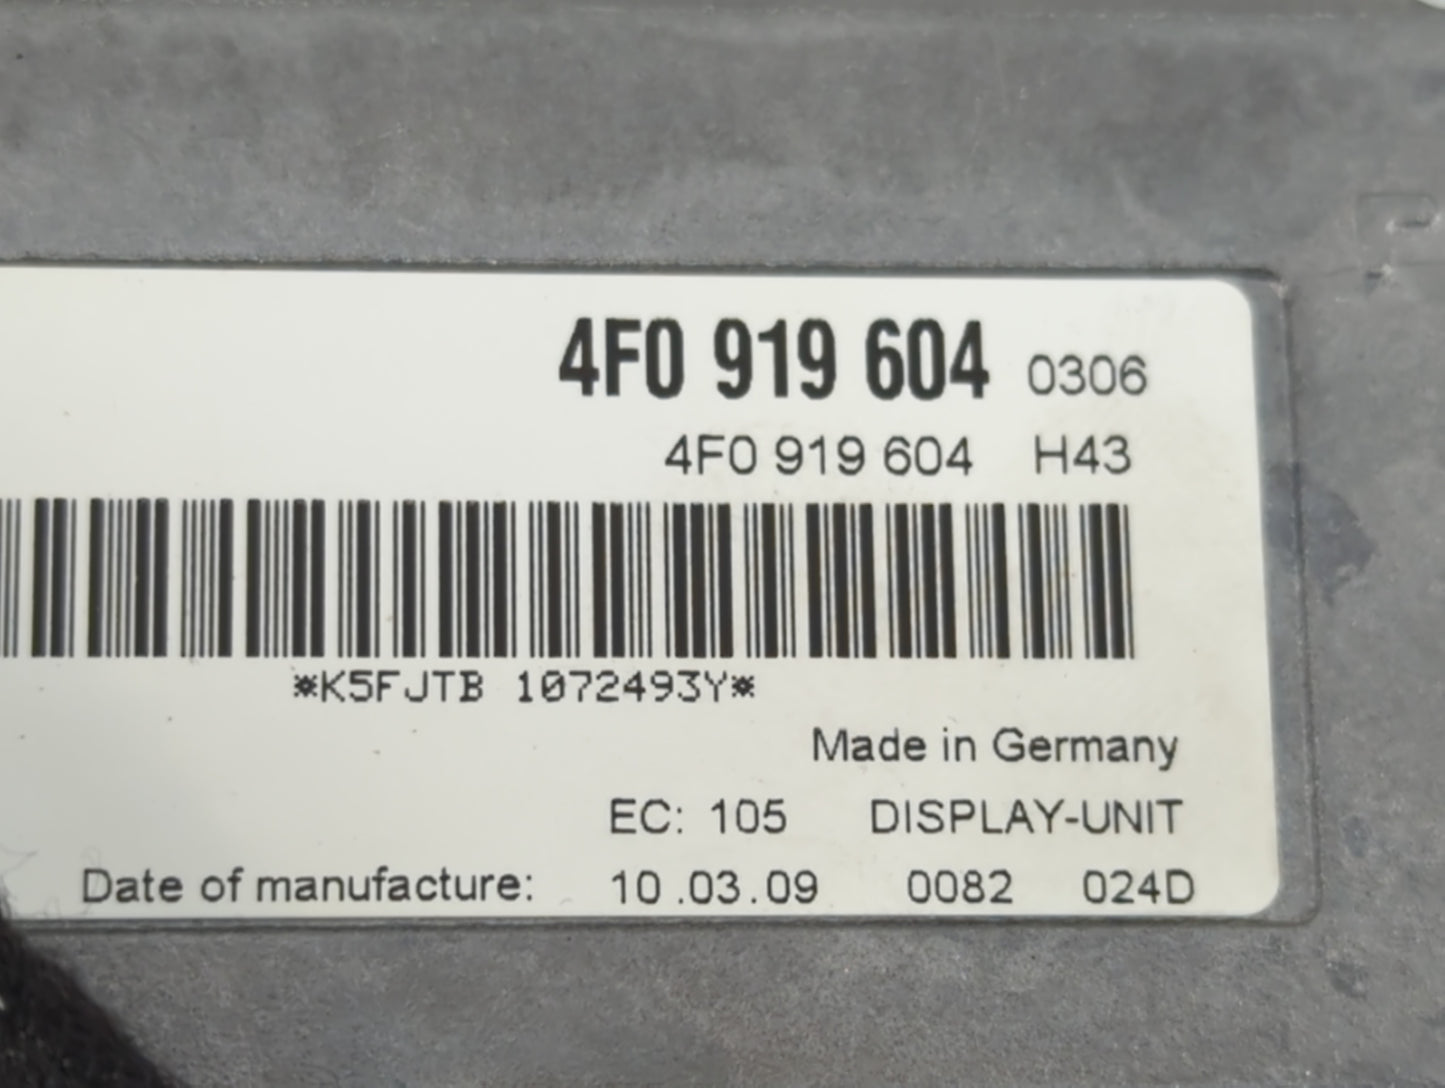 4F0 919 604 0306
4F0 919 604 H43
*K5FJTB 1072493Y*
Made in Germany
EC: 105 DISPLAY-UNIT
Date of manufacture: 10.03.09 0082 024D